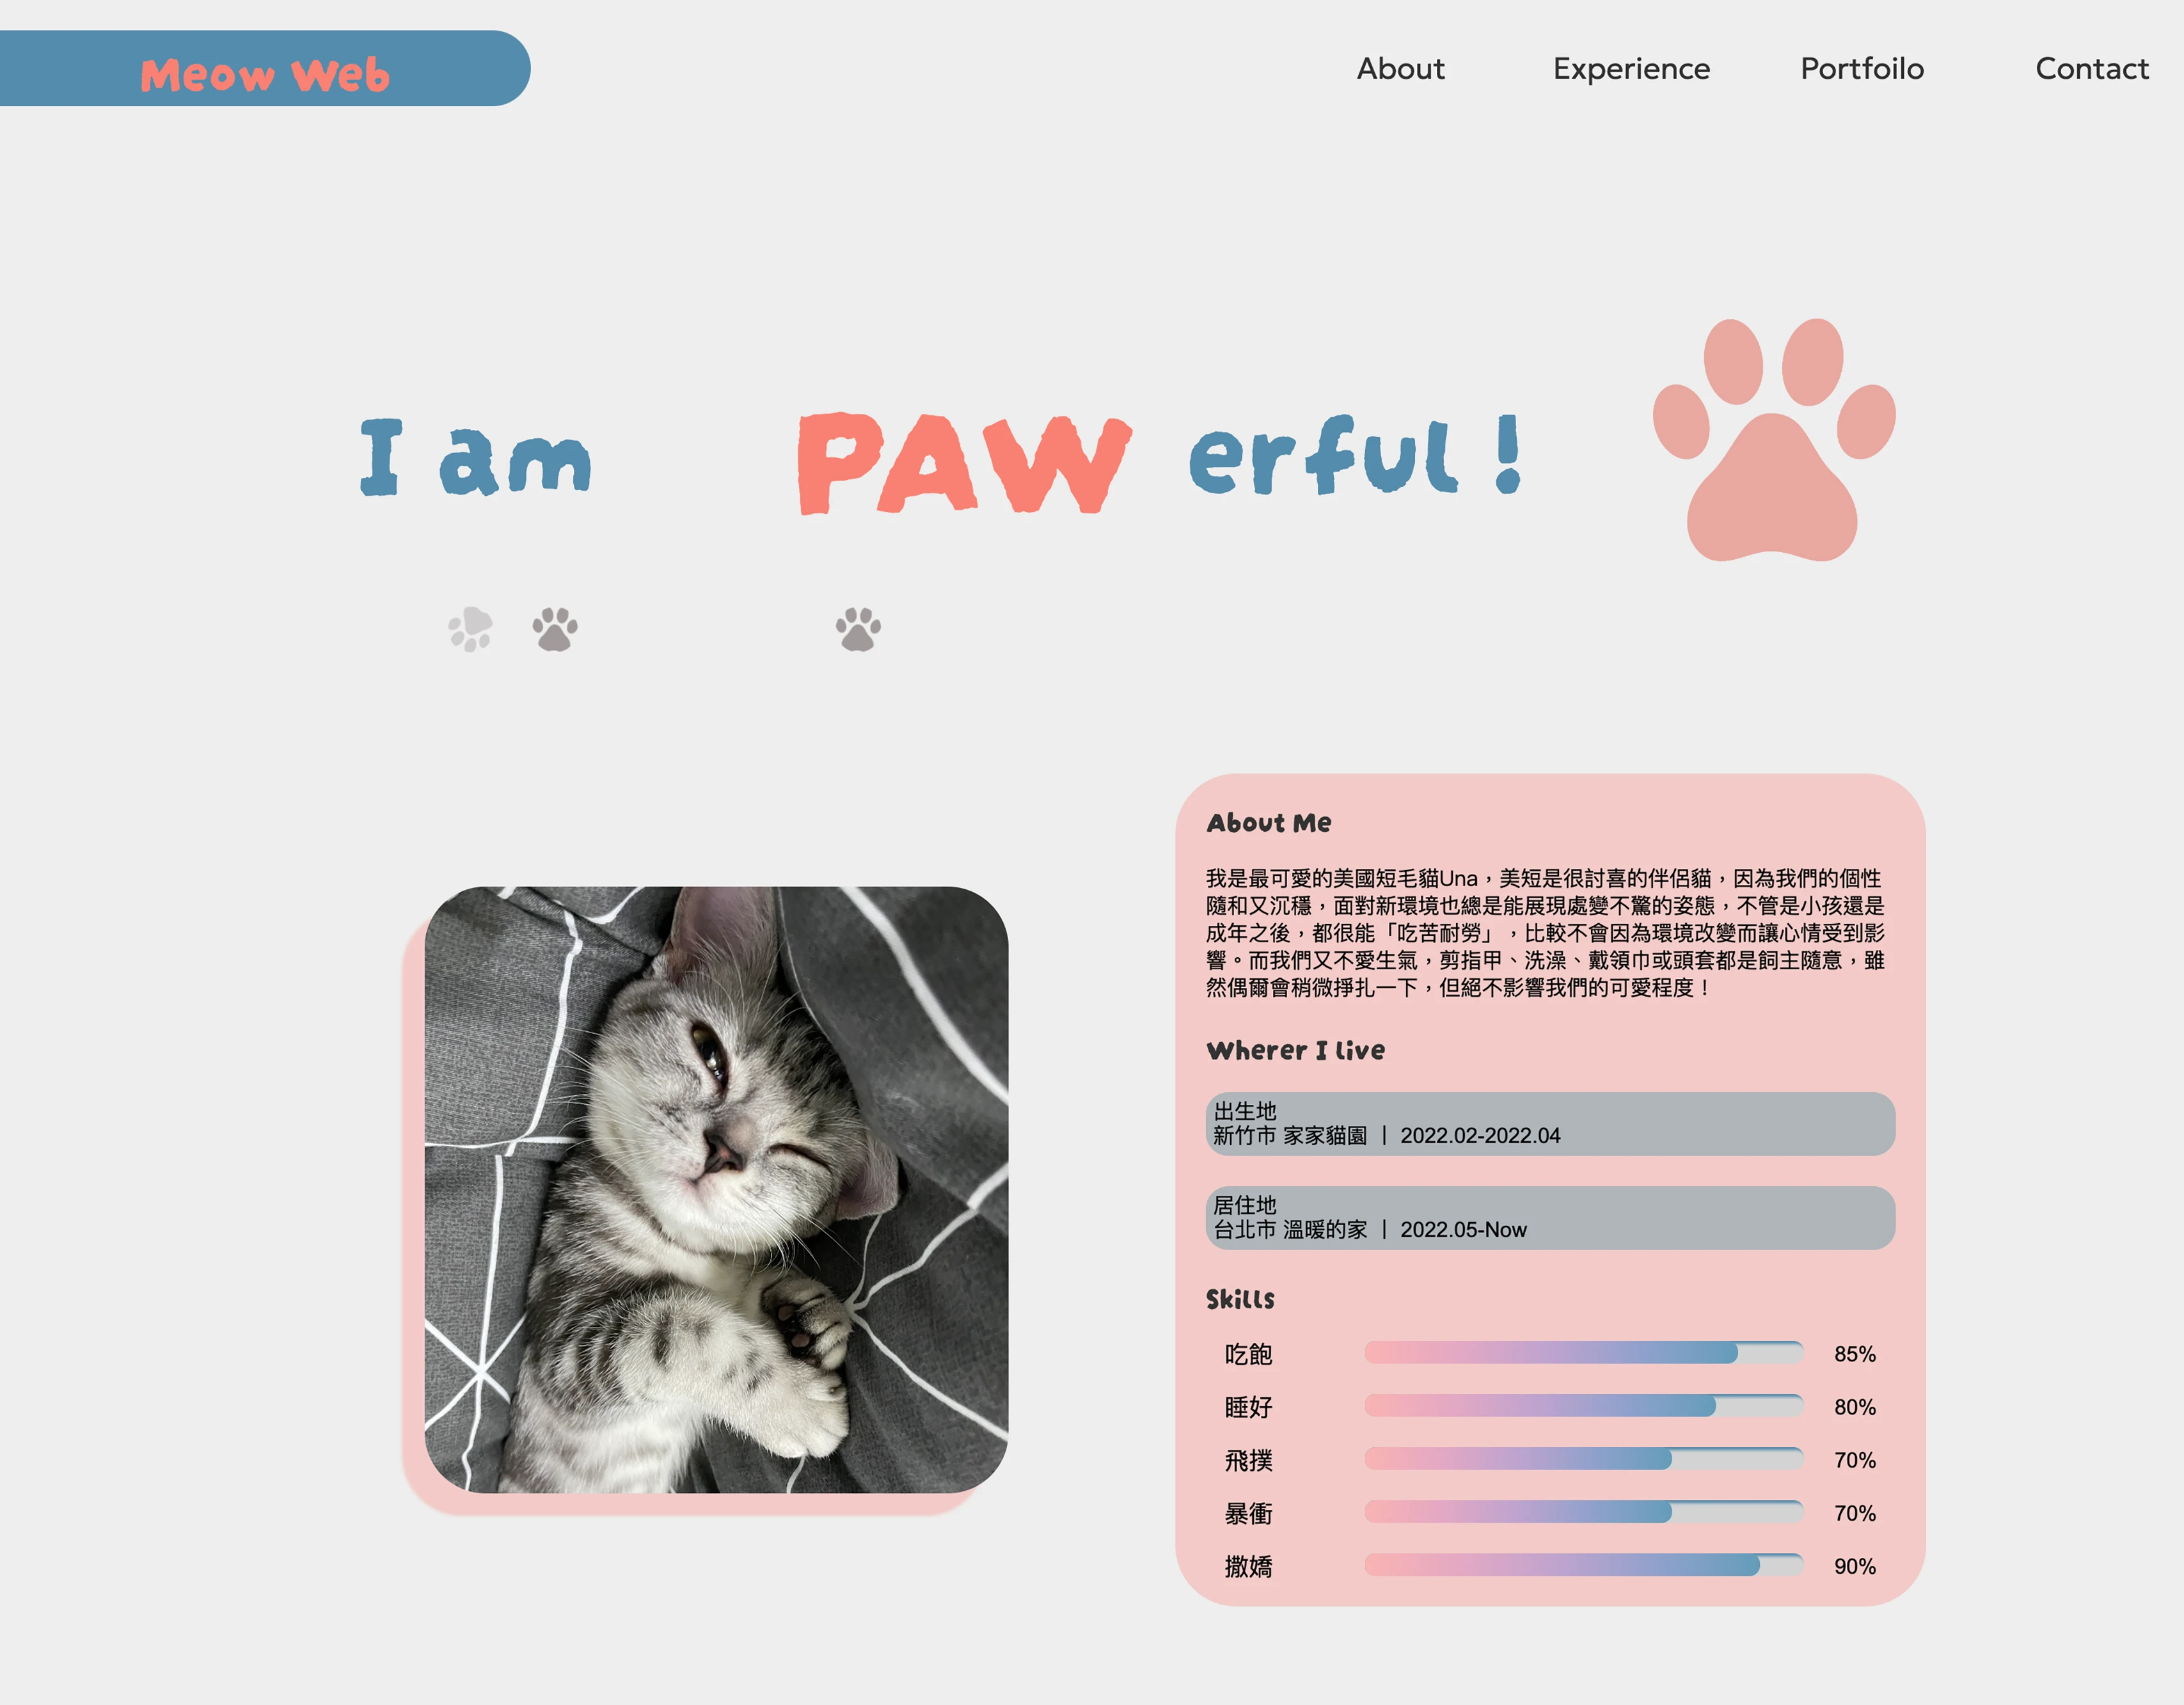 Meow Web
About Experience Portfoilo Contact
I am PAW erful !
About Me
我是最可愛的美國短毛貓Una，美短是很討喜的伴侶貓，因為我們的個性
隨和又沉穩，面對新環境也總是能展現處變不驚的姿態，不管是小孩還是
成年之後，都很能「吃苦耐勞」，比較不會因為環境改變而讓心情受到影
響。而我們又不愛生氣，剪指甲、洗澡、戴領巾或頭套都是飼主隨意，雖
然偶爾會稍微掙扎一下，但絕不影響我們的可愛程度！
Wherer I live
出生地
新竹市 家家貓園 ｜ 2022.02-2022.04
居住地
台北市 溫暖的家 ｜ 2022.05-Now
Skills
吃飽 85%
睡好 80%
飛撲 70%
暴衝 70%
撒嬌 90%